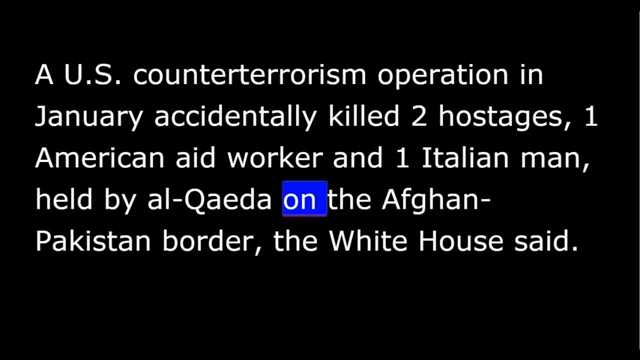 A U.S. counterterrorism operation in
January accidentally killed 2 hostages, 1
American aid worker and 1 Italian man,
held by al-Qaeda on the Afghan-
Pakistan border, the White House said.